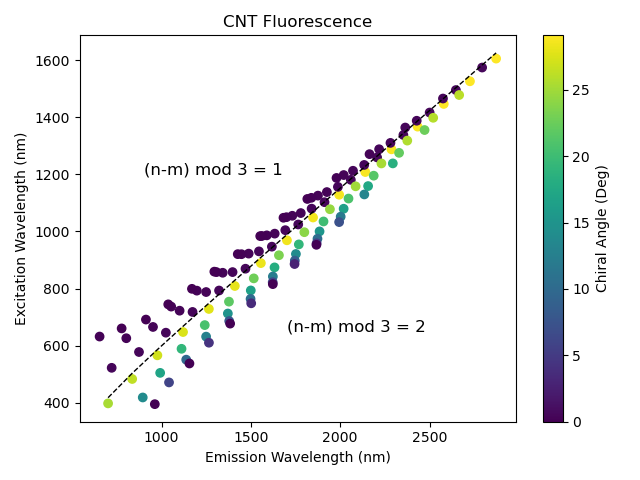 CNT Fluorescence
1600
1400
1200
1000
800
600
400
Excitation Wavelength (nm)
(n-m) mod 3 = 1
(n-m) mod 3 = 2
1000
1500
2000
2500
Emission Wavelength (nm)
25
20
15
10
5
0
Chiral Angle (Deg)